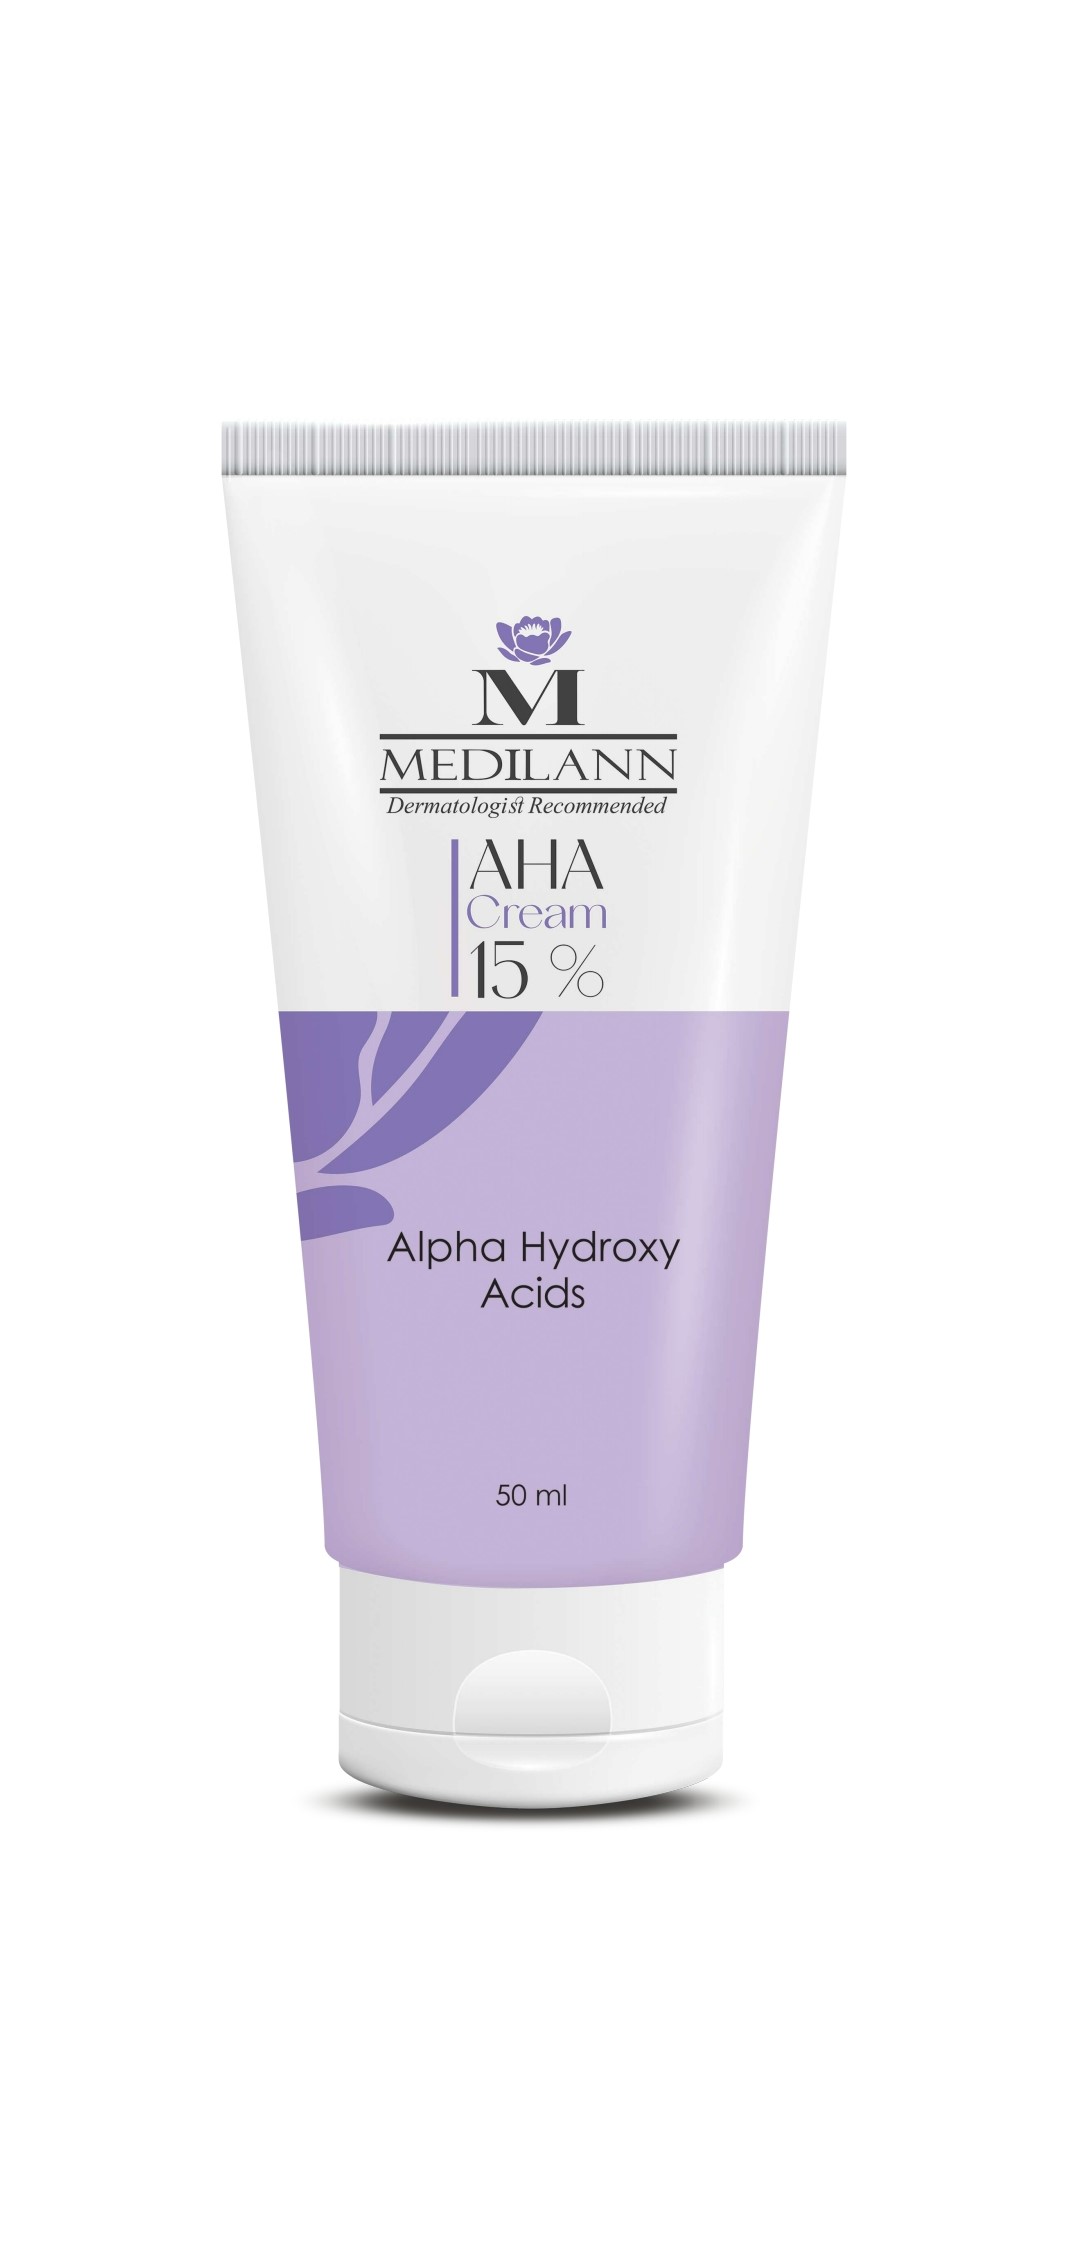 M
MEDILANN
Dermatologist Recommended
AHA
Cream
15 %
Alpha Hydroxy
Acids
50 ml